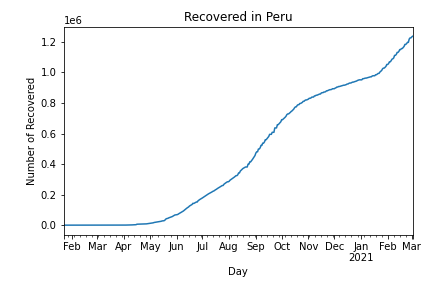 Recovered in Peru
1e6
1.2
1.0
0.8
0.6
0.4
0.2
0.0
Number of Recovered
Feb Mar Apr May Jun Jul Aug Sep Oct Nov Dec Jan Feb Mar
2021
Day